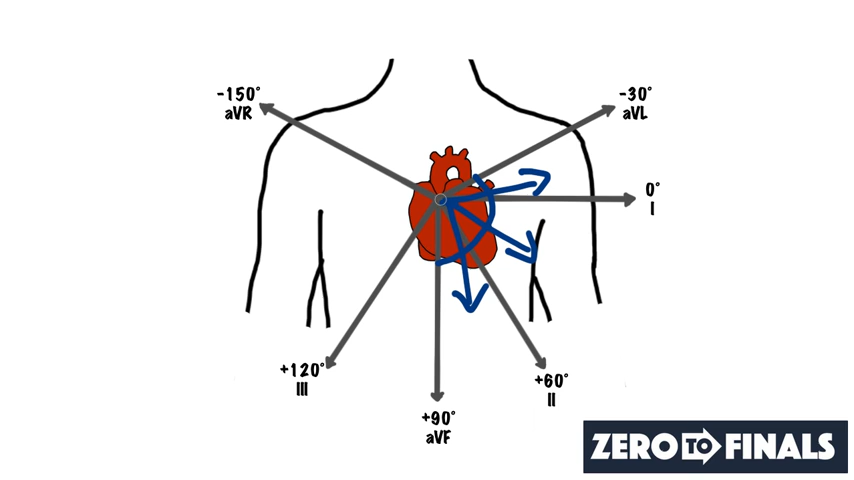 -150°
aVR
-30°
aVL
0°
I
+120°
III
+60°
II
+90°
aVF
ZERO TO FINALS